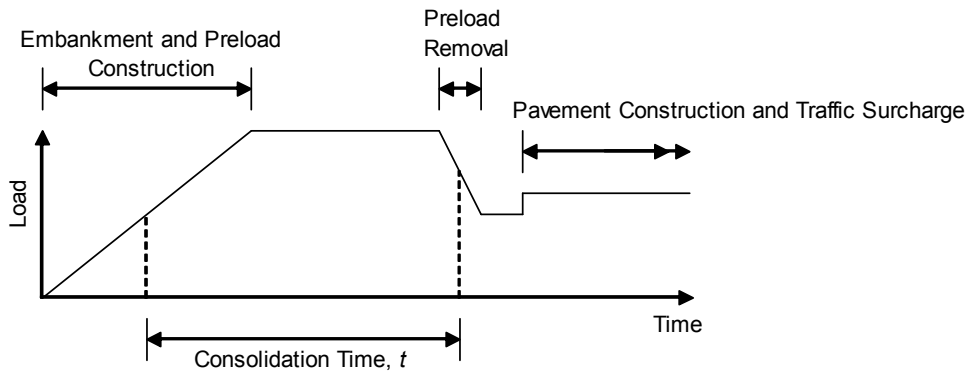 Preload
Removal
Embankment and Preload
Construction
Pavement Construction and Traffic Surcharge
Load
Time
Consolidation Time, t